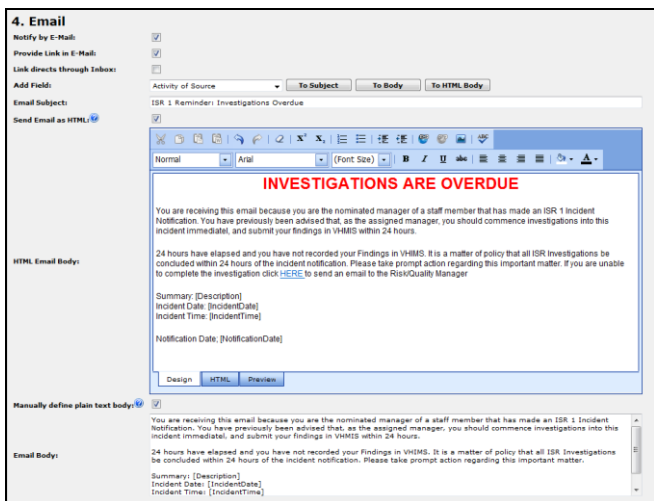 4. Email
Notify by E-Mail:
Provide Link in E-Mail:
Link directs through Inbox:
Add Field: Activity of Source To Subject To Body To HTML Body
Email Subject: ISR 1 Reminder: Investigations Overdue
Send Email as HTML:
Normal Arial (Font Size) B I U abc A
INVESTIGATIONS ARE OVERDUE
You are receiving this email because you are the nominated manager of a staff member that has made an ISR 1 Incident
Notification. You have previously been advised that, as the assigned manager, you should commence investigations into this
incident immediatel, and submit your findings in VHMIS within 24 hours.
24 hours have elapsed and you have not recorded your Findings in VHIMS. It is a matter of policy that all ISR Investigations be
concluded within 24 hours of the incident notification. Please take prompt action regarding this important matter. If you are unable
to complete the investigation click HERE to send an email to the Risk/Quality Manager
HTML Email Body:
Summary: [Description]
Incident Date: [IncidentDate]
Incident Time: [IncidentTime]
Notification Date; [NotificationDate]
Design HTML Preview
Manually define plain text body:
You are receiving this email because you are the nominated manager of a staff member that has made an ISR 1 Incident
Notification. You have previously been advised that, as the assigned manager, you should commence investigations into this
incident immediatel, and submit your findings in VHMIS within 24 hours.
Email Body:
24 hours have elapsed and you have not recorded your Findings in VHIMS. It is a matter of policy that all ISR Investigations
be concluded within 24 hours of the incident notification. Please take prompt action regarding this important matter.
Summary: [Description]
Incident Date: [IncidentDate]
Incident Time: [IncidentTime]